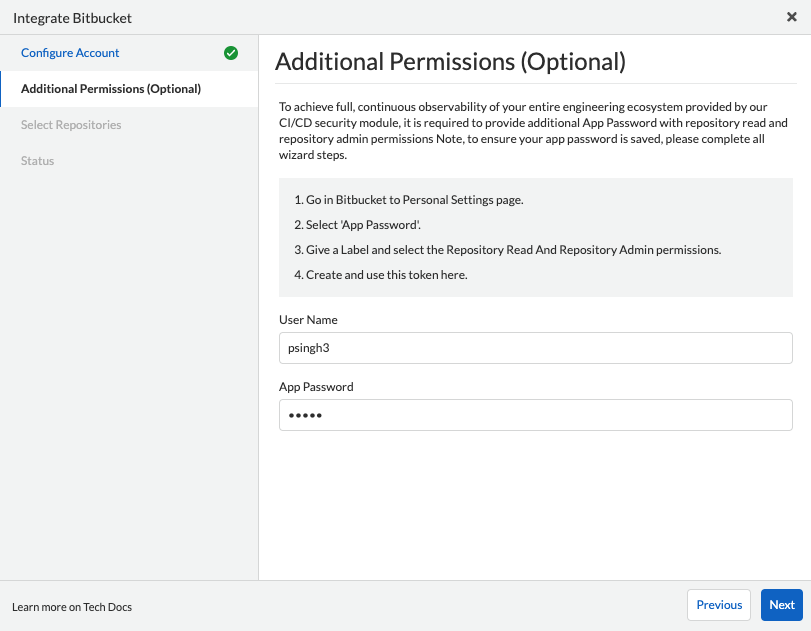 Integrate Bitbucket
Configure Account
Additional Permissions (Optional)
Select Repositories
Status
Additional Permissions (Optional)
To achieve full, continuous observability of your entire engineering ecosystem provided by our
CI/CD security module, it is required to provide additional App Password with repository read and
repository admin permissions Note, to ensure your app password is saved, please complete all
wizard steps.
1. Go in Bitbucket to Personal Settings page.
2. Select 'App Password'.
3. Give a Label and select the Repository Read And Repository Admin permissions.
4. Create and use this token here.
User Name
psingh3
App Password
•••••
Learn more on Tech Docs
Previous
Next